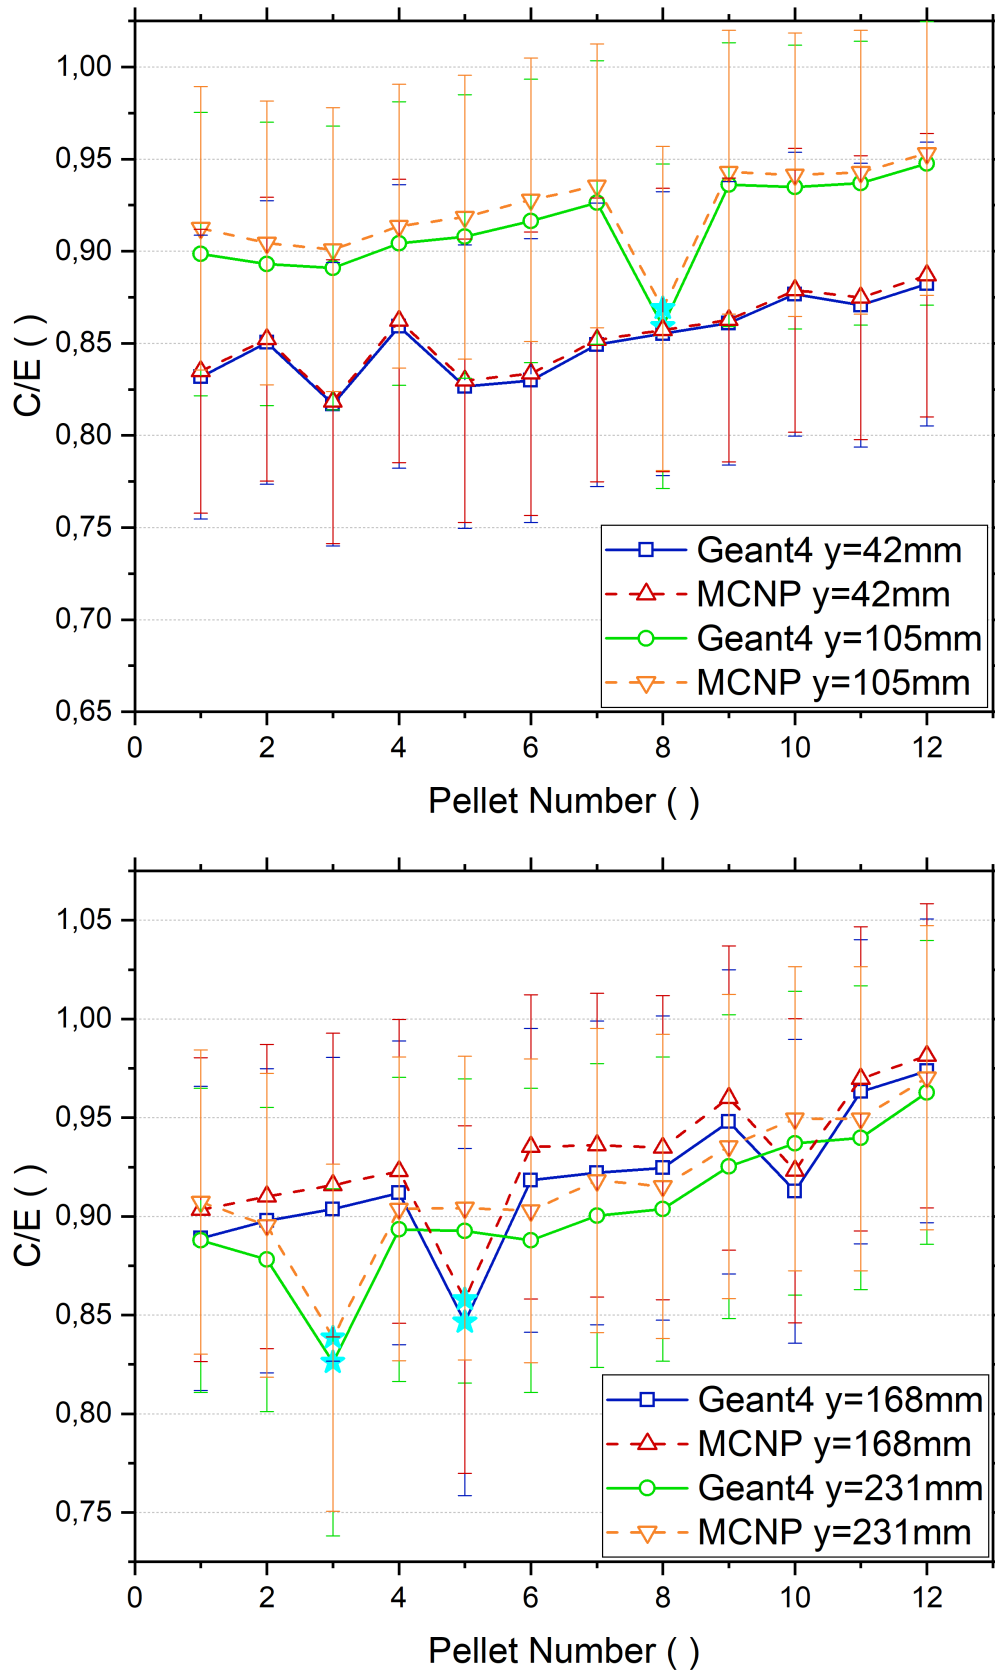 1,00
0,95
0,90
0,85
0,80
0,75
0,70
0,65
C/E ( )
Geant4 y=42mm
MCNP y=42mm
Geant4 y=105mm
MCNP y=105mm
0 2 4 6 8 10 12
Pellet Number ( )
1,05
1,00
0,95
0,90
0,85
0,80
0,75
C/E ( )
Geant4 y=168mm
MCNP y=168mm
Geant4 y=231mm
MCNP y=231mm
0 2 4 6 8 10 12
Pellet Number ( )